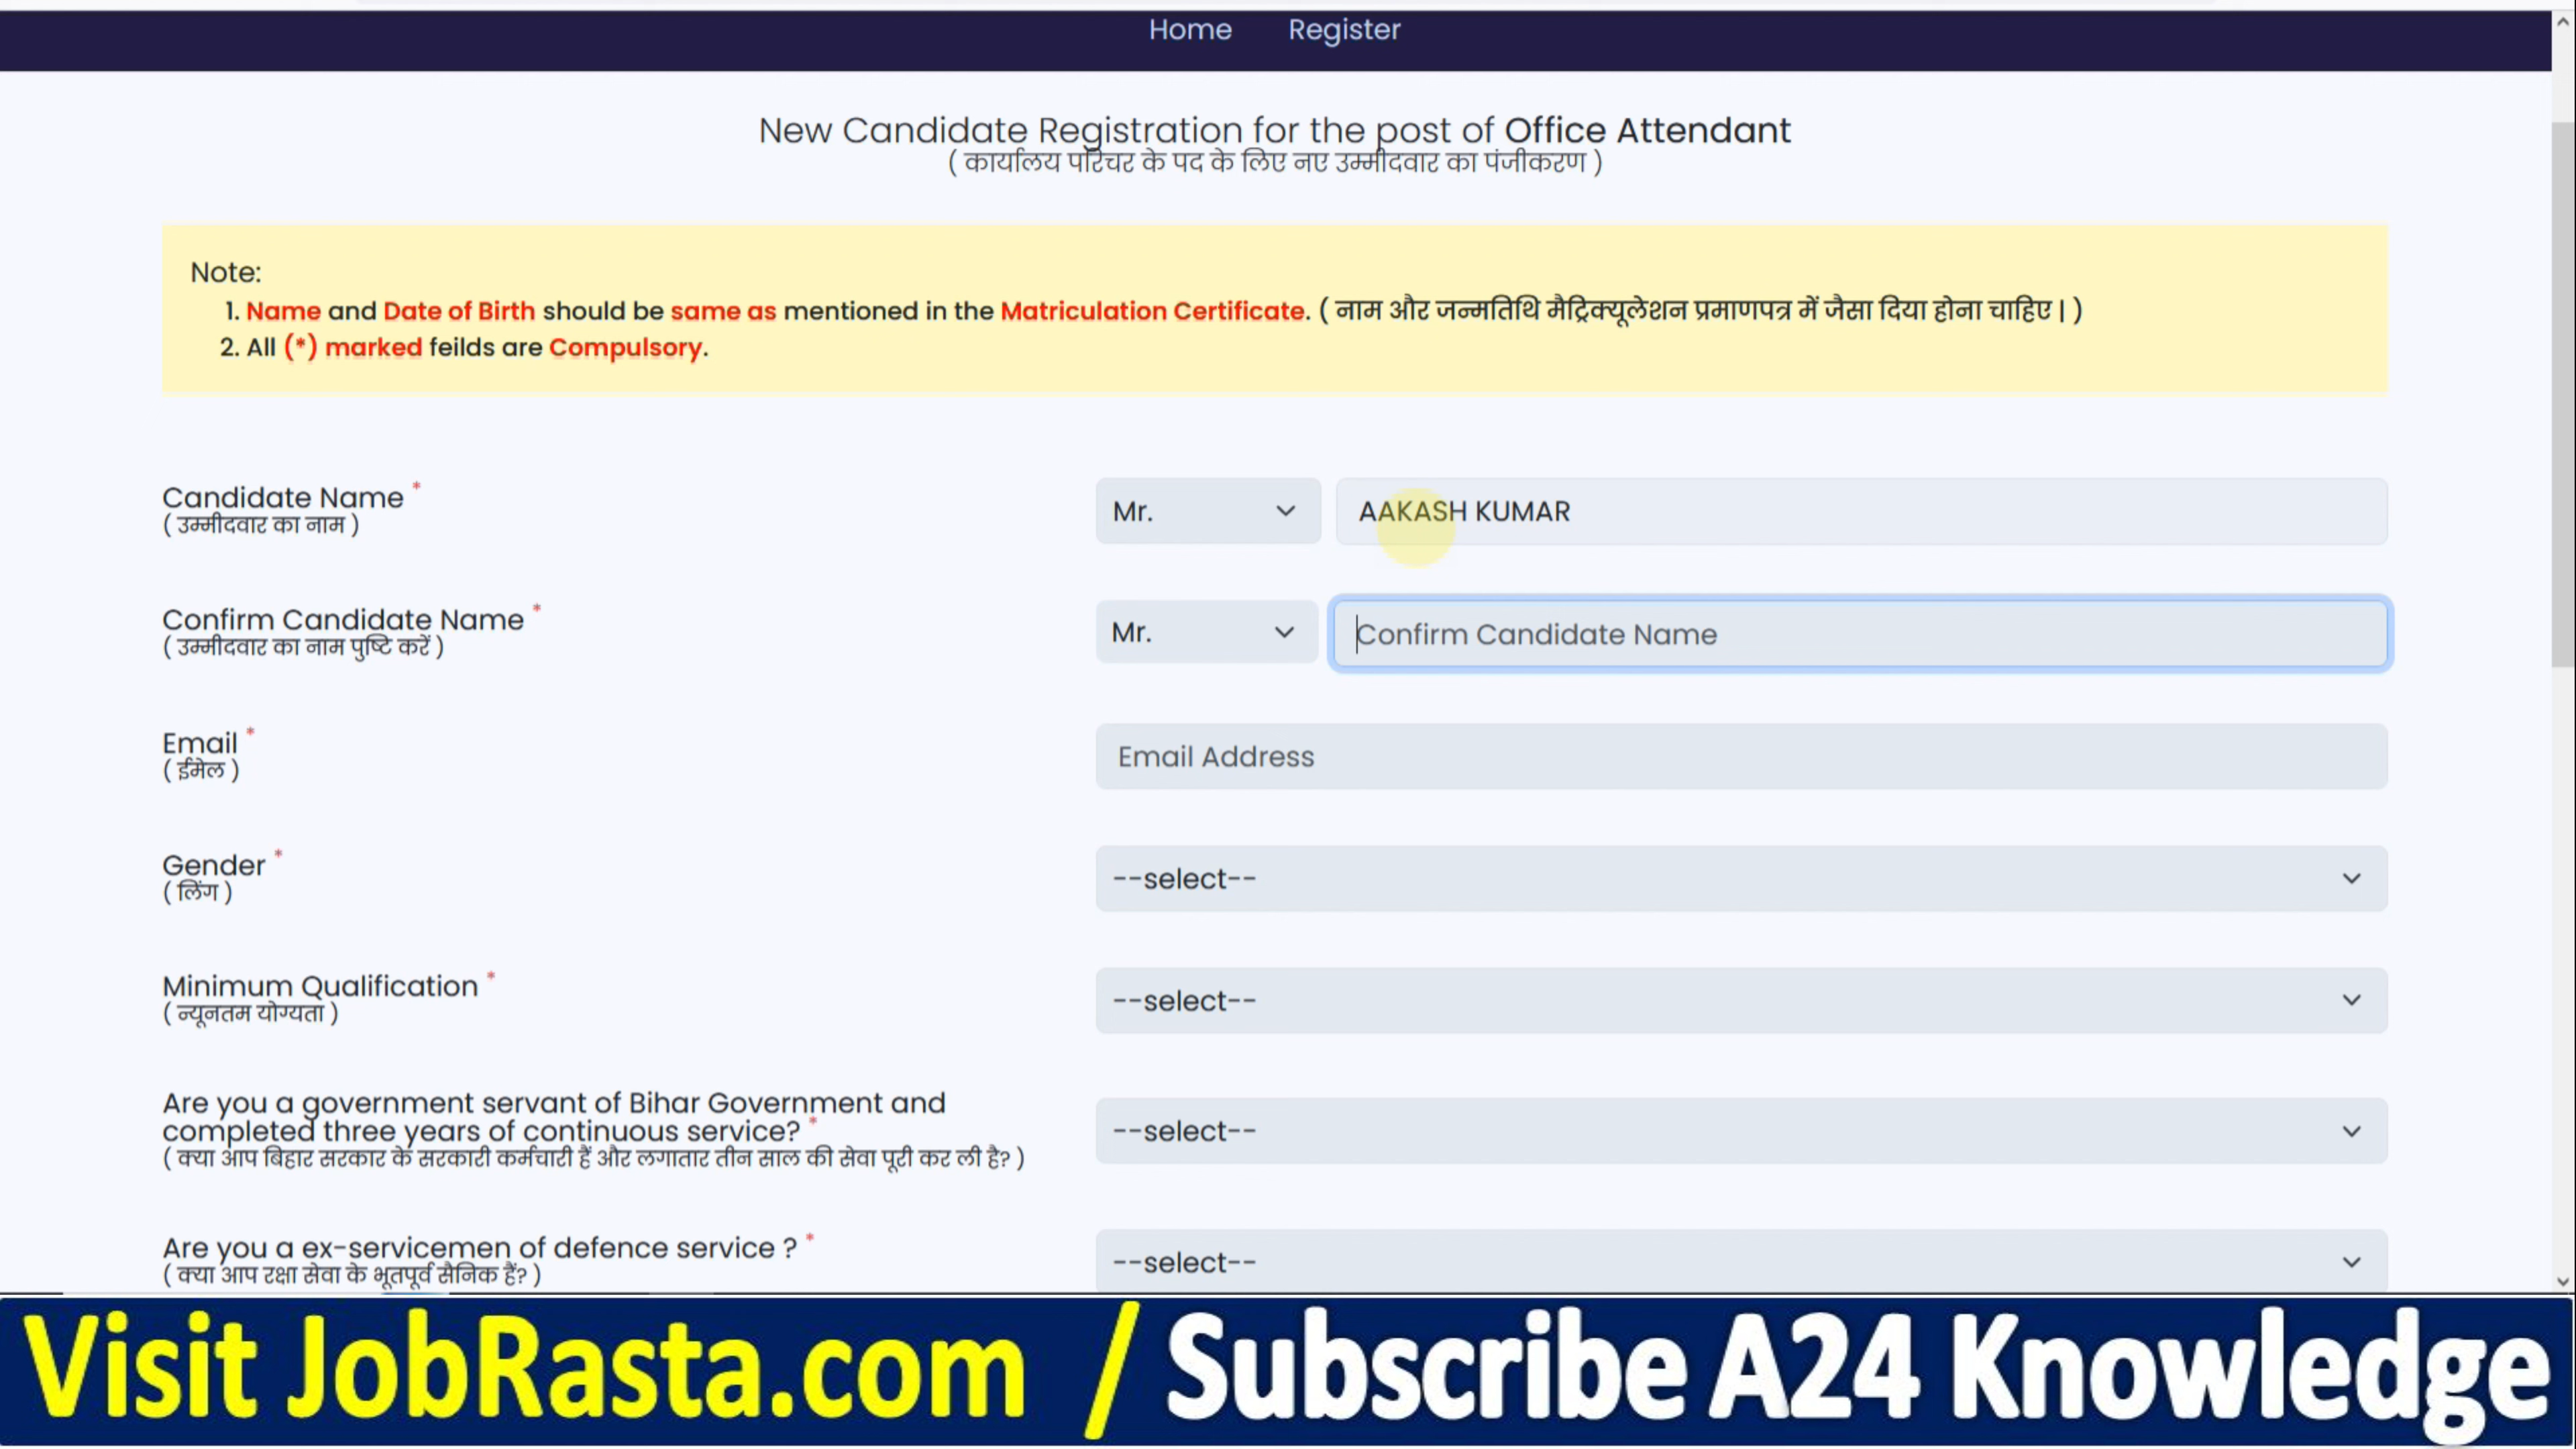 Home Register
New Candidate Registration for the post of Office Attendant
( कार्यालय परिचर के पद के लिए नए उम्मीदवार का पंजीकरण )
Note:
1. Name and Date of Birth should be same as mentioned in the Matriculation Certificate. ( नाम और जन्मतिथि मैट्रिक्यूलेशन प्रमाणपत्र में जैसा दिया होना चाहिए | )
2. All (*) marked feilds are Compulsory.
Candidate Name *
( उम्मीदवार का नाम )
Mr. AAKASH KUMAR
Confirm Candidate Name *
( उम्मीदवार का नाम पुष्टि करें )
Mr. Confirm Candidate Name
Email *
( ईमेल )
Email Address
Gender *
( लिंग )
--select--
Minimum Qualification *
( न्यूनतम योग्यता )
--select--
Are you a government servant of Bihar Government and
completed three years of continuous service? *
( क्या आप बिहार सरकार के सरकारी कर्मचारी हैं और लगातार तीन साल की सेवा पूरी कर ली है? )
--select--
Are you a ex-servicemen of defence service ? *
( क्या आप रक्षा सेवा के भूतपूर्व सैनिक हैं? )
--select--
Visit JobRasta.com / Subscribe A24 Knowledge